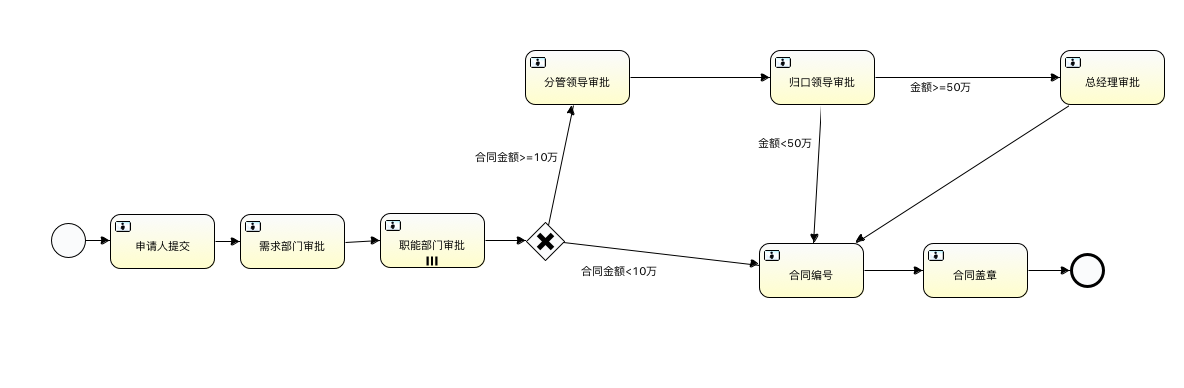 分管领导审批
归口领导审批
总经理审批
金额>=50万
金额<50万
合同金额>=10万
申请人提交
需求部门审批
职能部门审批
合同金额<10万
合同编号
合同盖章